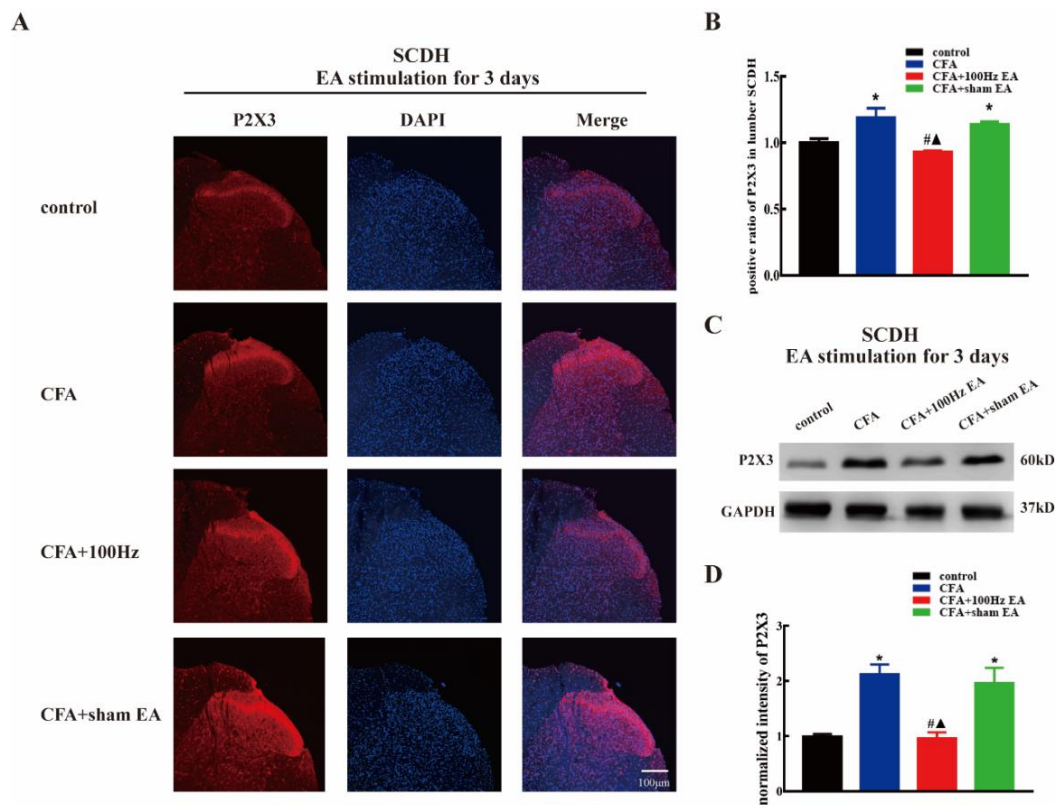 A
SCDH
EA stimulation for 3 days
P2X3 DAPI Merge
control
CFA
CFA+100Hz
CFA+sham EA
100μm
B
control
CFA
CFA+100Hz EA
CFA+sham EA
positive ratio of P2X3 in lumber SCDH
1.5
1.0
0.5
0.0
*
#▲
*
C
SCDH
EA stimulation for 3 days
control CFA CFA+100Hz EA CFA+sham EA
P2X3 60kD
GAPDH 37kD
D
control
CFA
CFA+100Hz EA
CFA+sham EA
normalized intensity of P2X3
3
2
1
0
*
#▲
*